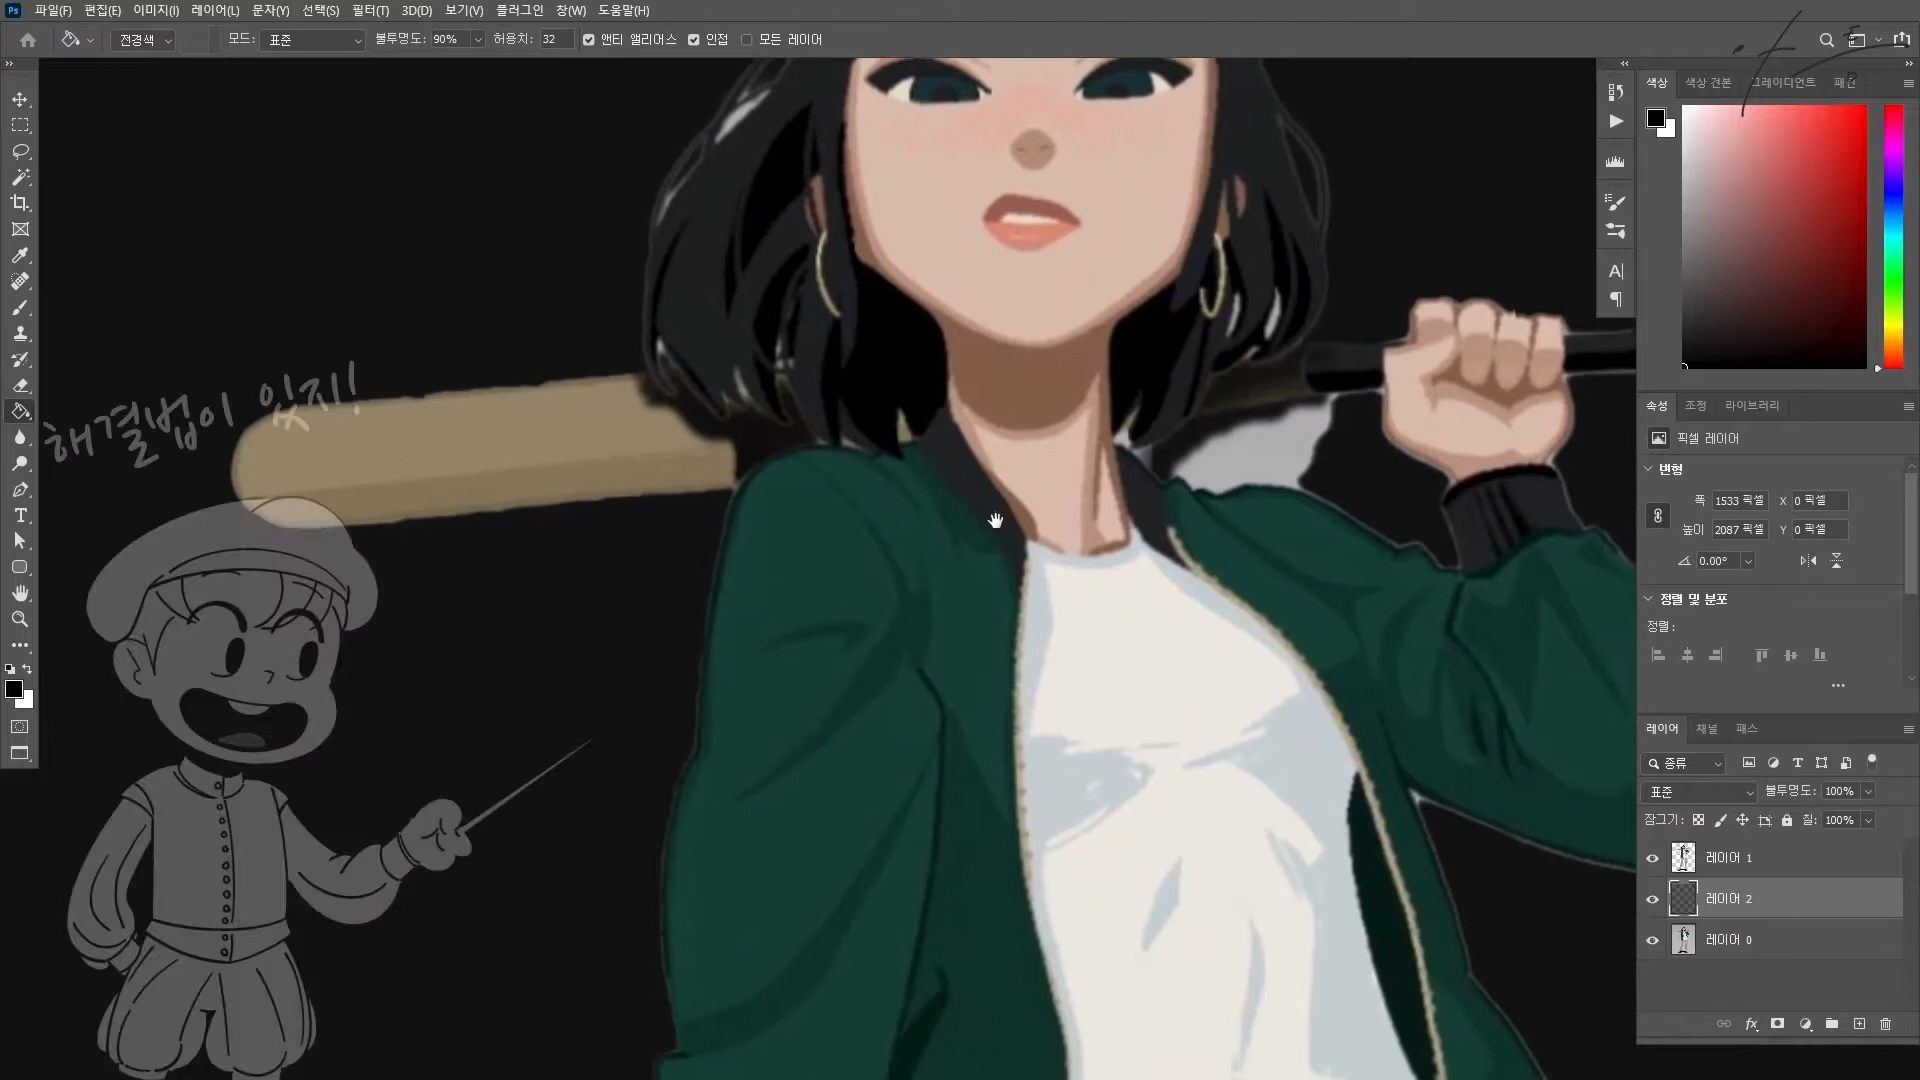 Ps 파일(F) 편집(E) 이미지(I) 레이어(L) 문자(Y) 선택(S) 필터(T) 3D(D) 보기(V) 플러그인 창(W) 도움말(H)
전경색 모드: 표준 불투명도: 90% 허용치: 32 앤티 앨리어스 인접 모든 레이어
색상 색상 견본 그레이디언트 패턴
해결법이 있지!
속성 조정 라이브러리
픽셀 레이어
변형
폭 1533 픽셀 X 0 픽셀
높이 2087 픽셀 Y 0 픽셀
0.00°
정렬 및 분포
정렬:
레이어 채널 패스
종류
표준 불투명도: 100%
잠그기: 칠: 100%
레이어 1
레이어 2
레이어 0